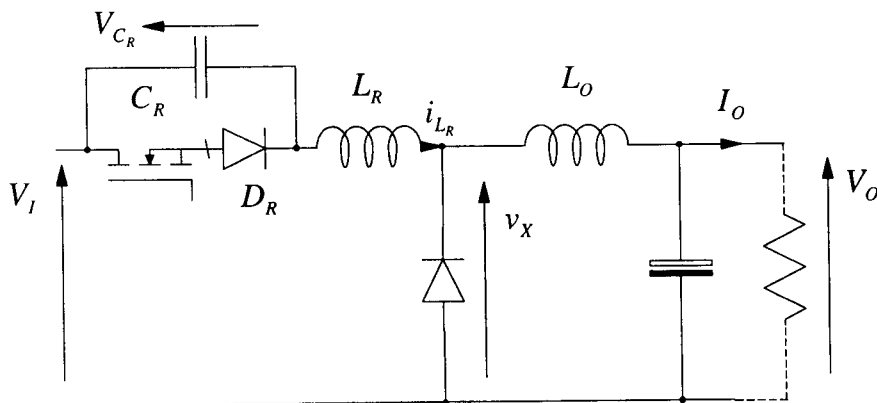 V_{C_R}
C_R
L_R
i_{L_R}
L_O
I_O
V_I
D_R
v_X
V_O